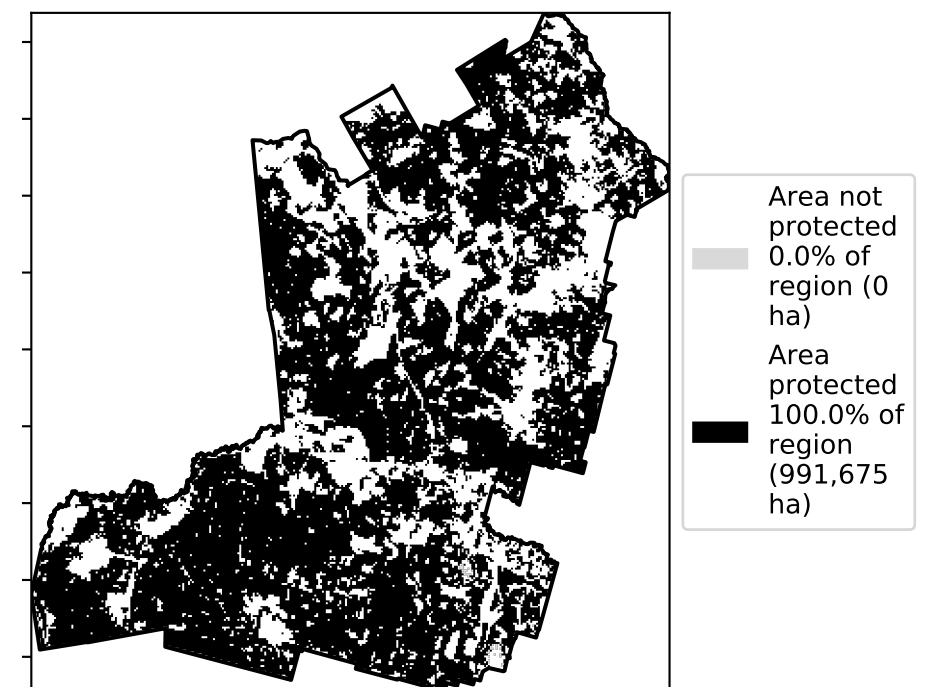 Area not
protected
0.0% of
region (0
ha)
Area
protected
100.0% of
region
(991,675
ha)